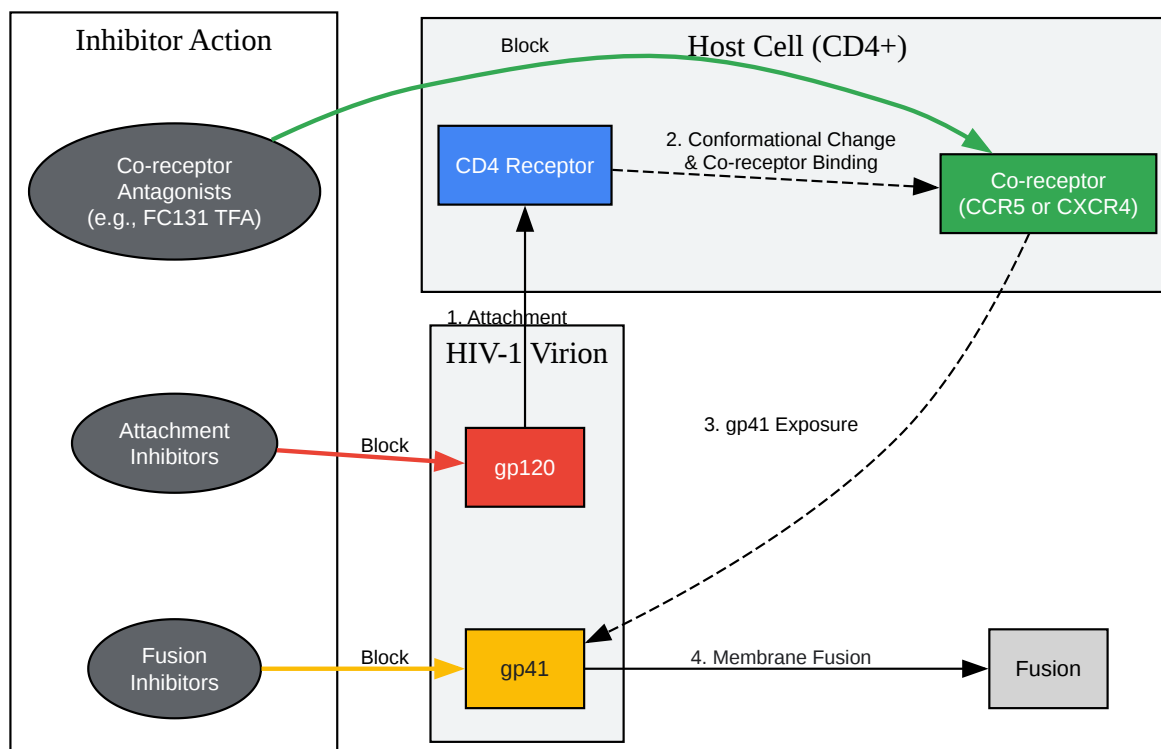 Inhibitor Action
Block
Host Cell (CD4+)
Co-receptor
Antagonists
(e.g., FC131 TFA)
CD4 Receptor
2. Conformational Change
& Co-receptor Binding
Co-receptor
(CCR5 or CXCR4)
1. Attachment
HIV-1 Virion
Attachment
Inhibitors
Block
gp120
3. gp41 Exposure
Fusion
Inhibitors
Block
gp41
4. Membrane Fusion
Fusion